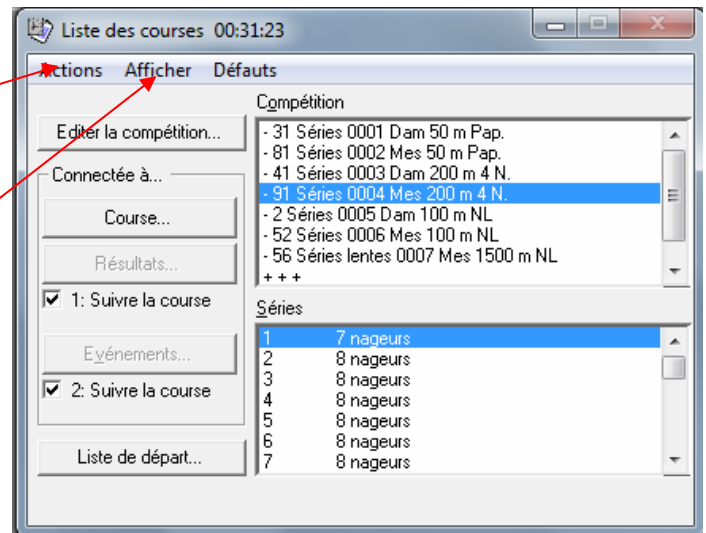 Liste des courses 00:31:23
Actions Afficher Défauts
Compétition
Editer la compétition...
- 31 Séries 0001 Dam 50 m Pap.
- 81 Séries 0002 Mes 50 m Pap.
- 41 Séries 0003 Dam 200 m 4 N.
- 91 Séries 0004 Mes 200 m 4 N.
- 2 Séries 0005 Dam 100 m NL
- 52 Séries 0006 Mes 100 m NL
- 56 Séries lentes 0007 Mes 1500 m NL
+ + +
Connectée à...
Course...
Résultats...
1: Suivre la course
Evénements...
2: Suivre la course
Liste de départ...
Séries
1 7 nageurs
2 8 nageurs
3 8 nageurs
4 8 nageurs
5 8 nageurs
6 8 nageurs
7 8 nageurs